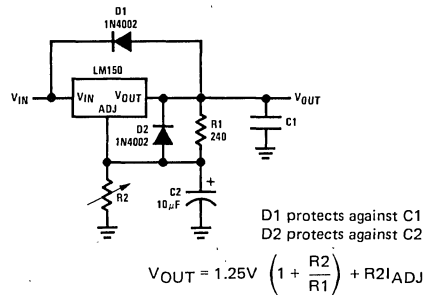 D1
1N4002
LM150
VIN
VIN
VOUT
ADJ
VOUT
D2
1N4002
R1
240
C1
R2
C2
10µF
+
D1 protects against C1
D2 protects against C2
VOUT = 1.25V (1 + R2/R1) + R2IADJ